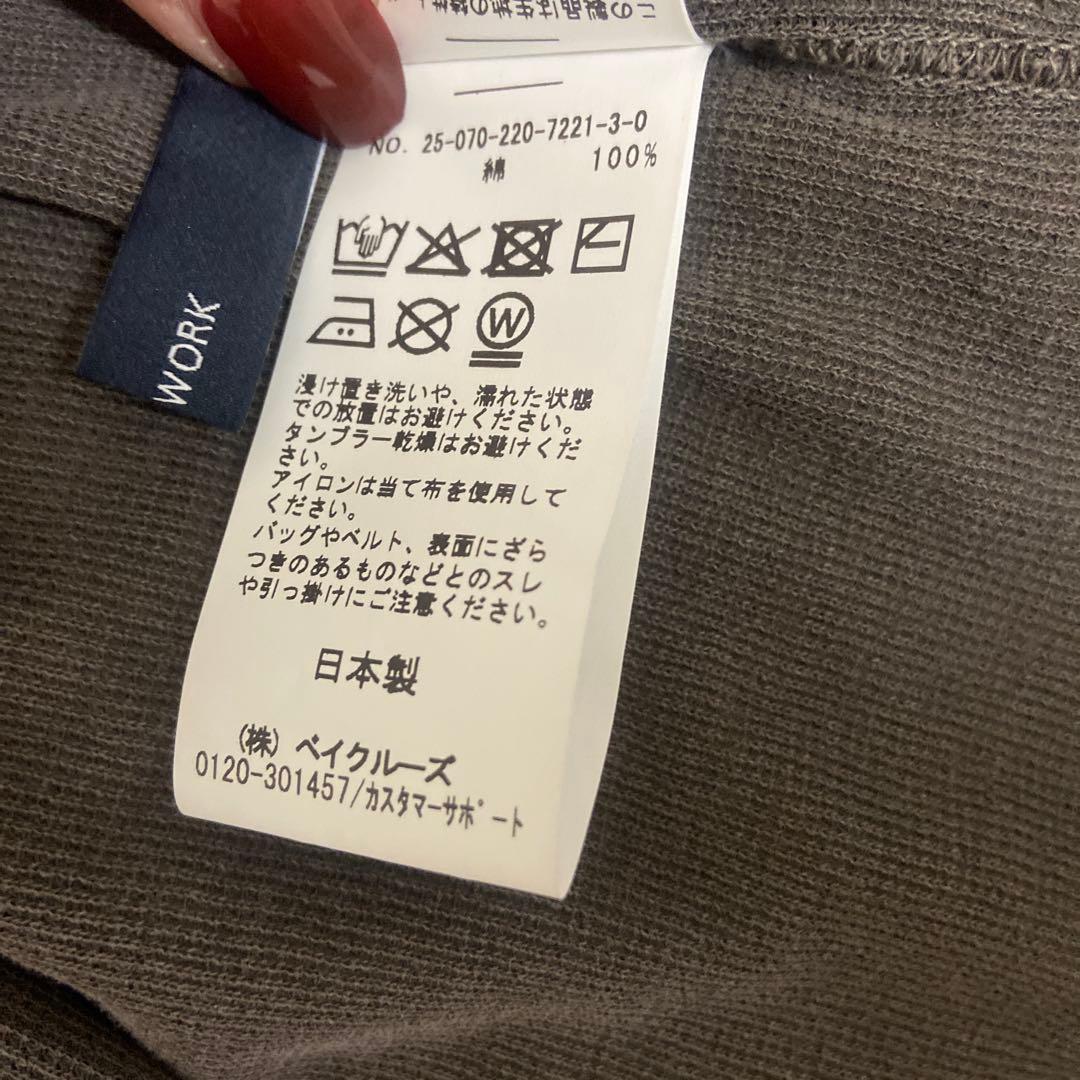 NO. 25-070-220-7221-3-0
綿 100%
W
浸け置き洗いや、濡れた状態
での放置はお避けください。
タンブラー乾燥はお避けくだ
さい。
アイロンは当て布を使用して
ください。
バッグやベルト、表面にざら
つきのあるものなどとのスレ
や引っ掛けにご注意ください。
日本製
(株) ベイクルーズ
0120-301457/カスタマーサポート
WORK